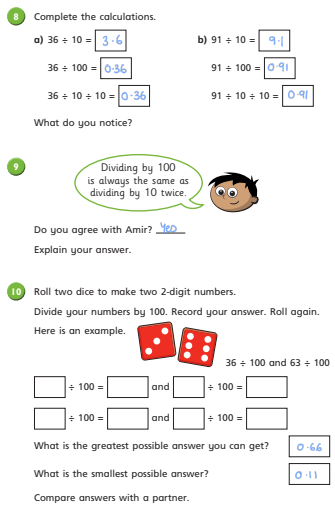 8 Complete the calculations.
a) 36 ÷ 10 = 3·6 b) 91 ÷ 10 = 9·1
36 ÷ 100 = 0·36 91 ÷ 100 = 0·91
36 ÷ 10 ÷ 10 = 0·36 91 ÷ 10 ÷ 10 = 0·91
What do you notice?
9 Dividing by 100
is always the same as
dividing by 10 twice.
Do you agree with Amir? Yes
Explain your answer.
10 Roll two dice to make two 2-digit numbers.
Divide your numbers by 100. Record your answer. Roll again.
Here is an example.
36 ÷ 100 and 63 ÷ 100
÷ 100 = and ÷ 100 =
÷ 100 = and ÷ 100 =
What is the greatest possible answer you can get? 0·66
What is the smallest possible answer? 0·11
Compare answers with a partner.